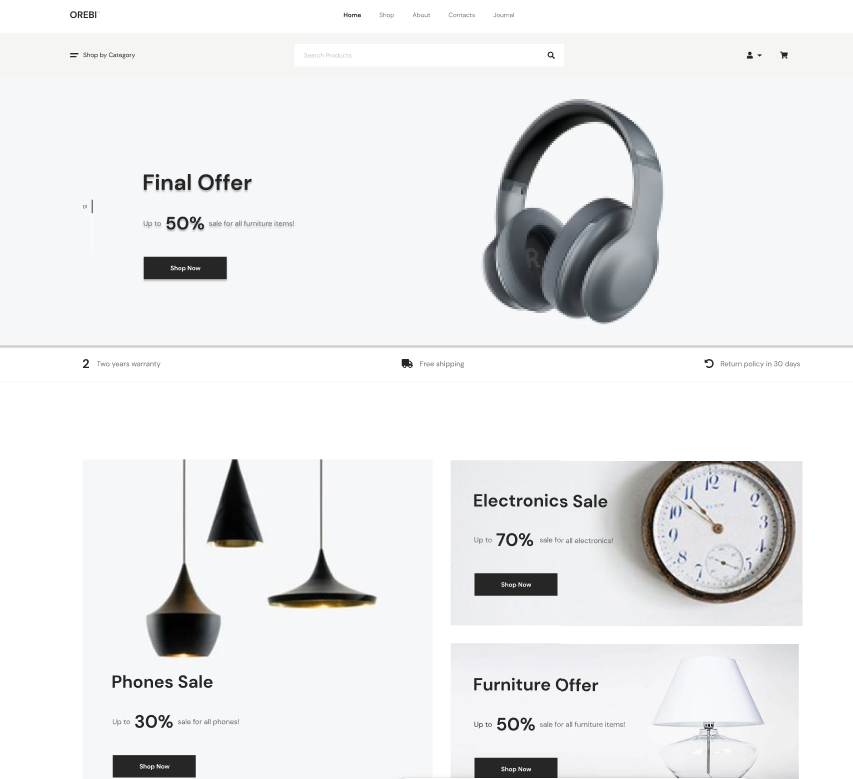 OREBI
Home Shop About Contacts Journal
Shop by Category
Search Products
Final Offer
Up to 50% sale for all furniture items!
Shop Now
2 Two years warranty
Free shipping
Return policy in 30 days
Phones Sale
Up to 30% sale for all phones!
Shop Now
Electronics Sale
Up to 70% sale for all electronics!
Shop Now
Furniture Offer
Up to 50% sale for all furniture items!
Shop Now